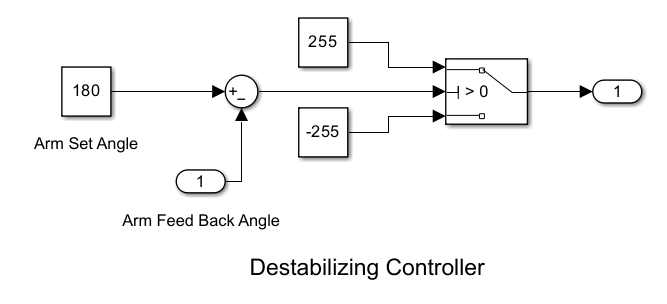 255
180
+
−
> 0
1
-255
Arm Set Angle
1
Arm Feed Back Angle
Destabilizing Controller